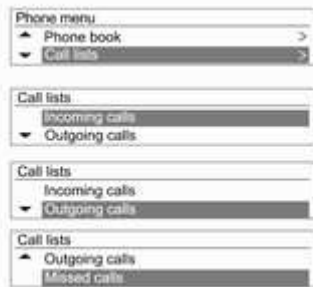 Phone menu
Phone book >
Call lists >
Call lists
Incoming calls
Outgoing calls
Call lists
Incoming calls
Outgoing calls
Call lists
Outgoing calls
Missed calls